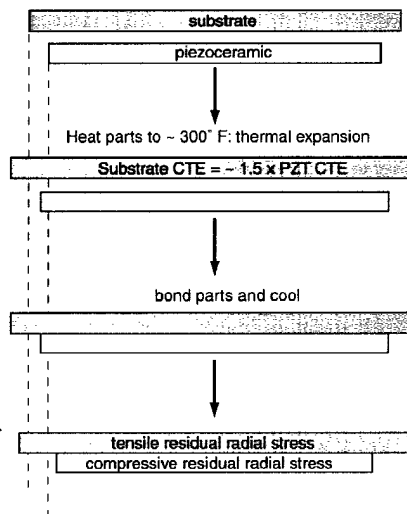 substrate
piezoceramic
Heat parts to ~ 300° F: thermal expansion
Substrate CTE = ~ 1.5 x PZT CTE
bond parts and cool
tensile residual radial stress
compressive residual radial stress